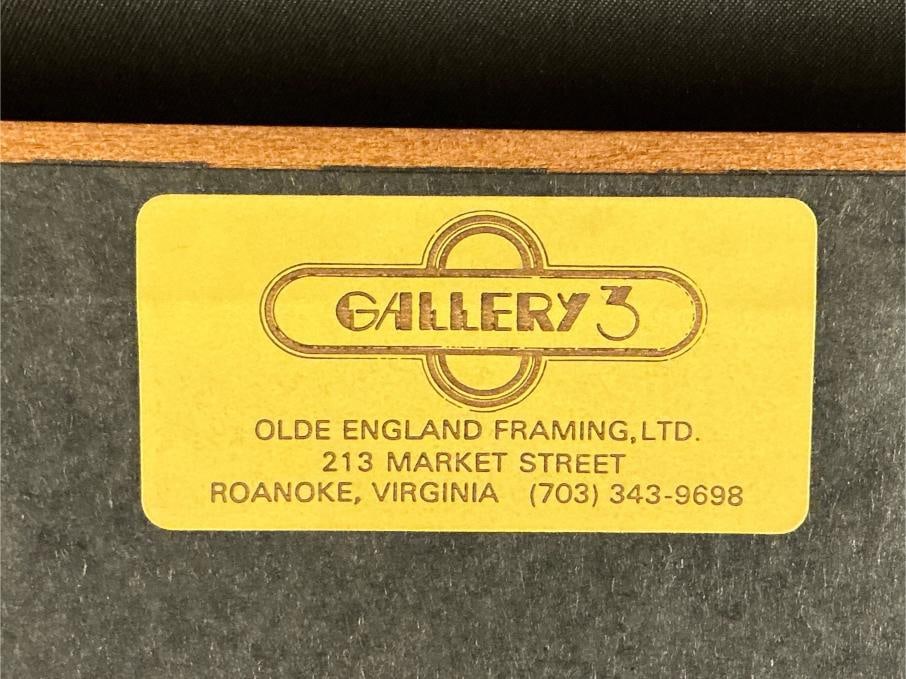 GALLERY 3
OLDE ENGLAND FRAMING, LTD.
213 MARKET STREET
ROANOKE, VIRGINIA (703) 343-9698